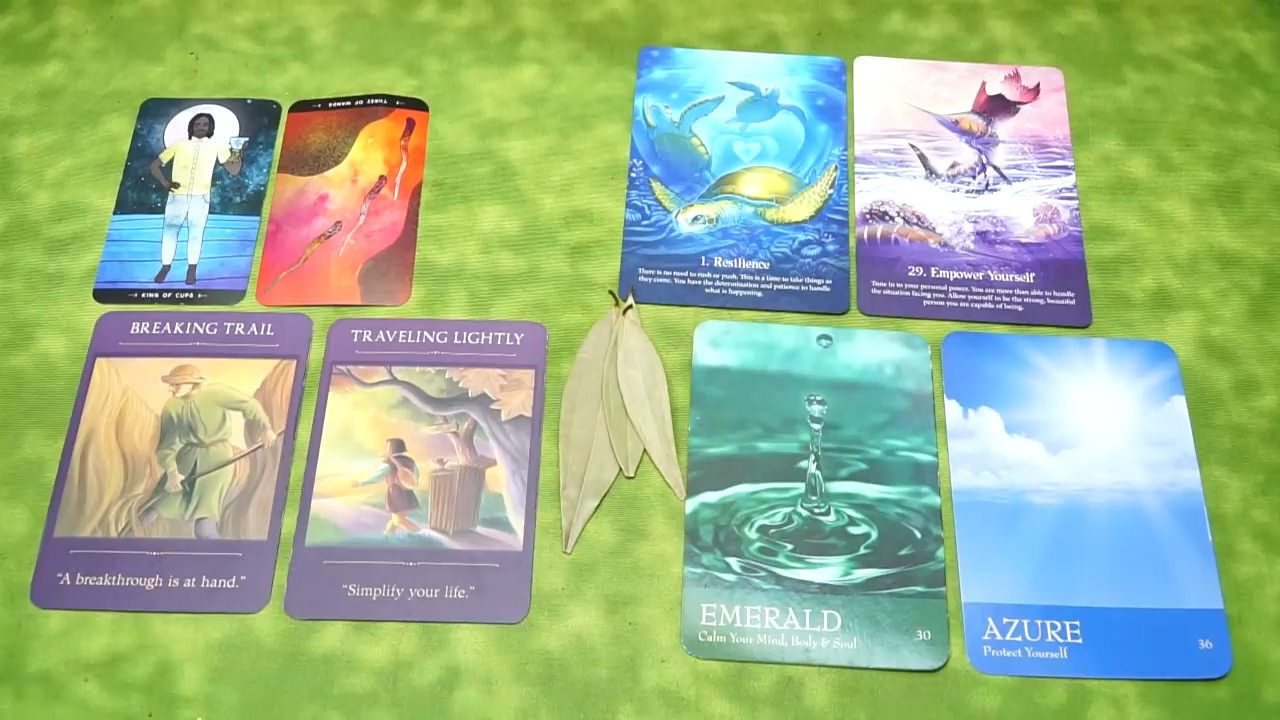 KING OF CUPS
THREE OF WANDS
1. Resilience
There is no need to rush or push. This is a time to take things as
they come. You have the determination and patience to handle
what is happening.
29. Empower Yourself
Tune in to your personal power. You are more than able to handle
the situation facing you. Allow yourself to be the strong, beautiful
person you are capable of being.
BREAKING TRAIL
"A breakthrough is at hand."
TRAVELING LIGHTLY
"Simplify your life."
EMERALD
Calm Your Mind, Body & Soul
30
AZURE
Protect Yourself
36